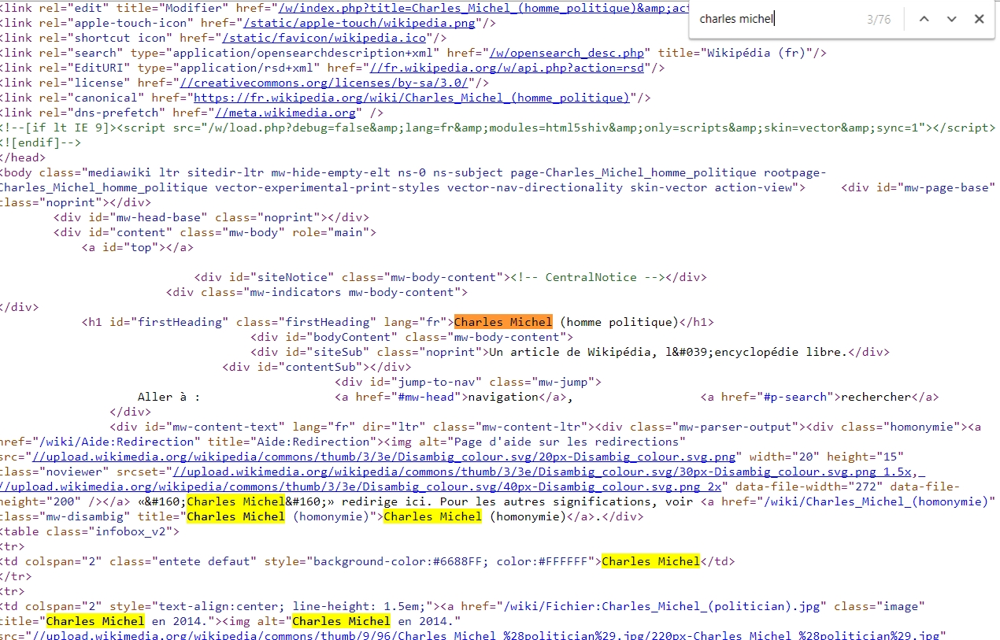 <link rel="edit" title="Modifier" href="/w/index.php?title=Charles_Michel_(homme_politique)&amp;act
charles michel 3/76
<link rel="apple-touch-icon" href="/static/apple-touch/wikipedia.png"/>
<link rel="shortcut icon" href="/static/favicon/wikipedia.ico"/>
<link rel="search" type="application/opensearchdescription+xml" href="/w/opensearch_desc.php" title="Wikipédia (fr)"/>
<link rel="EditURI" type="application/rsd+xml" href="//fr.wikipedia.org/w/api.php?action=rsd"/>
<link rel="license" href="//creativecommons.org/licenses/by-sa/3.0/"/>
<link rel="canonical" href="https://fr.wikipedia.org/wiki/Charles_Michel_(homme_politique)"/>
<link rel="dns-prefetch" href="//meta.wikimedia.org" />
<!--[if lt IE 9]><script src="/w/load.php?debug=false&amp;lang=fr&amp;modules=html5shiv&amp;only=scripts&amp;skin=vector&amp;sync=1"></script>
<![endif]-->
</head>
<body class="mediawiki ltr sitedir-ltr mw-hide-empty-elt ns-0 ns-subject page-Charles_Michel_homme_politique rootpage-
Charles_Michel_homme_politique vector-experimental-print-styles vector-nav-directionality skin-vector action-view"> <div id="mw-page-base"
class="noprint"></div>
<div id="mw-head-base" class="noprint"></div>
<div id="content" class="mw-body" role="main">
<a id="top"></a>
<div id="siteNotice" class="mw-body-content"><!-- CentralNotice --></div>
<div class="mw-indicators mw-body-content">
</div>
<h1 id="firstHeading" class="firstHeading" lang="fr">Charles Michel (homme politique)</h1>
<div id="bodyContent" class="mw-body-content">
<div id="siteSub" class="noprint">Un article de Wikipédia, l&#039;encyclopédie libre.</div>
<div id="contentSub"></div>
<div id="jump-to-nav" class="mw-jump">
Aller à : <a href="#mw-head">navigation</a>, <a href="#p-search">rechercher</a>
</div>
<div id="mw-content-text" lang="fr" dir="ltr" class="mw-content-ltr"><div class="mw-parser-output"><div class="homonymie"><a
href="/wiki/Aide:Redirection" title="Aide:Redirection"><img alt="Page d'aide sur les redirections"
src="//upload.wikimedia.org/wikipedia/commons/thumb/3/3e/Disambig_colour.svg/20px-Disambig_colour.svg.png" width="20" height="15"
class="noviewer" srcset="//upload.wikimedia.org/wikipedia/commons/thumb/3/3e/Disambig_colour.svg/30px-Disambig_colour.svg.png 1.5x,
//upload.wikimedia.org/wikipedia/commons/thumb/3/3e/Disambig_colour.svg/40px-Disambig_colour.svg.png 2x" data-file-width="272" data-file-
height="200" /></a> «&#160;Charles Michel&#160;» redirige ici. Pour les autres significations, voir <a href="/wiki/Charles_Michel_(homonymie)"
class="mw-disambig" title="Charles Michel (homonymie)">Charles Michel (homonymie)</a>.</div>
<table class="infobox_v2">
<tr>
<td colspan="2" class="entete defaut" style="background-color:#6688FF; color:#FFFFFF">Charles Michel</td>
</tr>
<tr>
<td colspan="2" style="text-align:center; line-height: 1.5em;"><a href="/wiki/Fichier:Charles_Michel_(politician).jpg" class="image"
title="Charles Michel en 2014."><img alt="Charles Michel en 2014."
src="//upload.wikimedia.org/wikipedia/commons/thumb/9/96/Charles_Michel_%28politician%29.jpg/220px-Charles_Michel_%28politician%29.jpg"